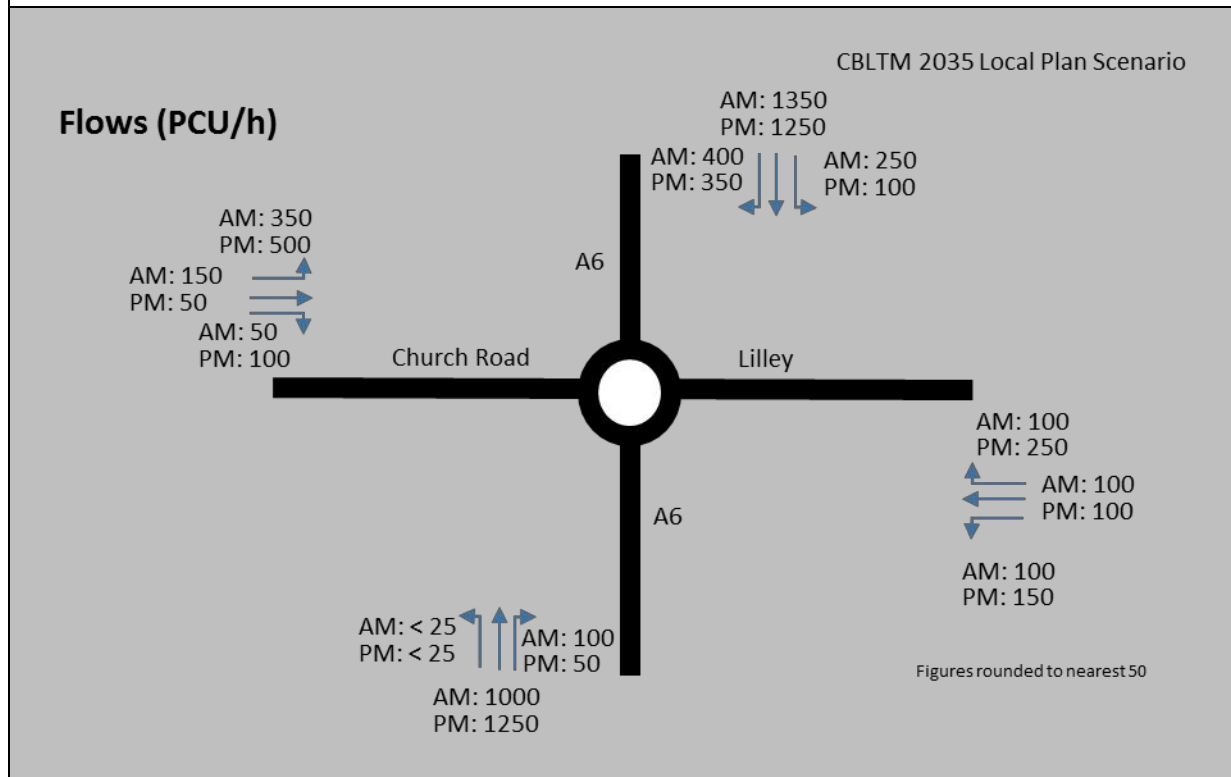 CBLTM 2035 Local Plan Scenario
Flows (PCU/h)
AM: 1350
PM: 1250
AM: 400
PM: 350
AM: 250
PM: 100
AM: 350
PM: 500
AM: 150
PM: 50
AM: 50
PM: 100
A6
Church Road
Lilley
AM: 100
PM: 250
AM: 100
PM: 100
AM: 100
PM: 150
A6
AM: < 25
PM: < 25
AM: 100
PM: 50
AM: 1000
PM: 1250
Figures rounded to nearest 50